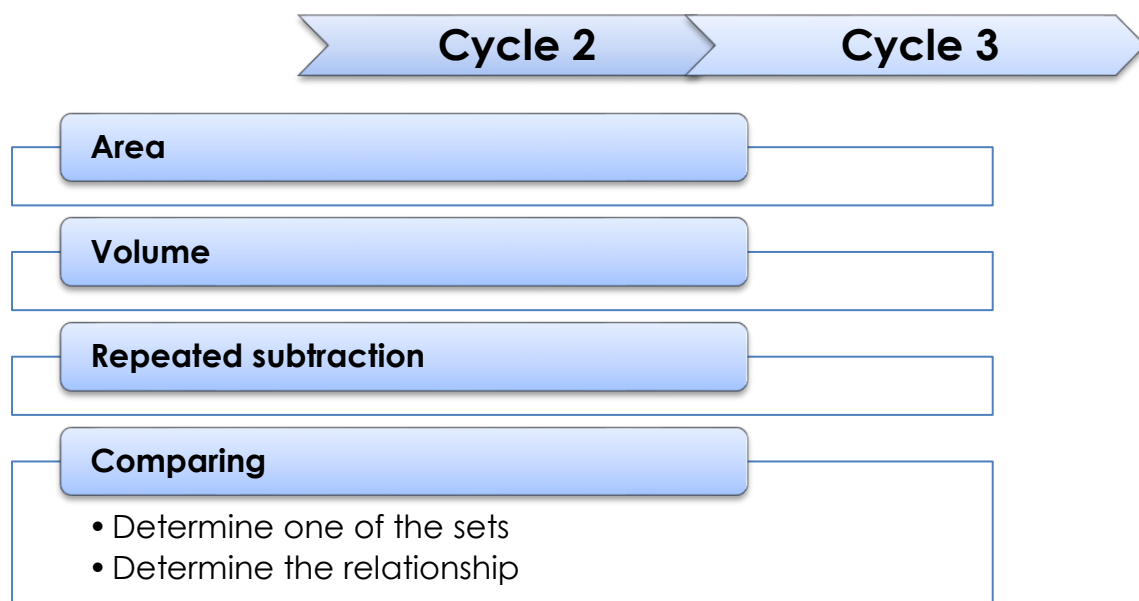 Cycle 2 Cycle 3
Area
Volume
Repeated subtraction
Comparing
• Determine one of the sets
• Determine the relationship